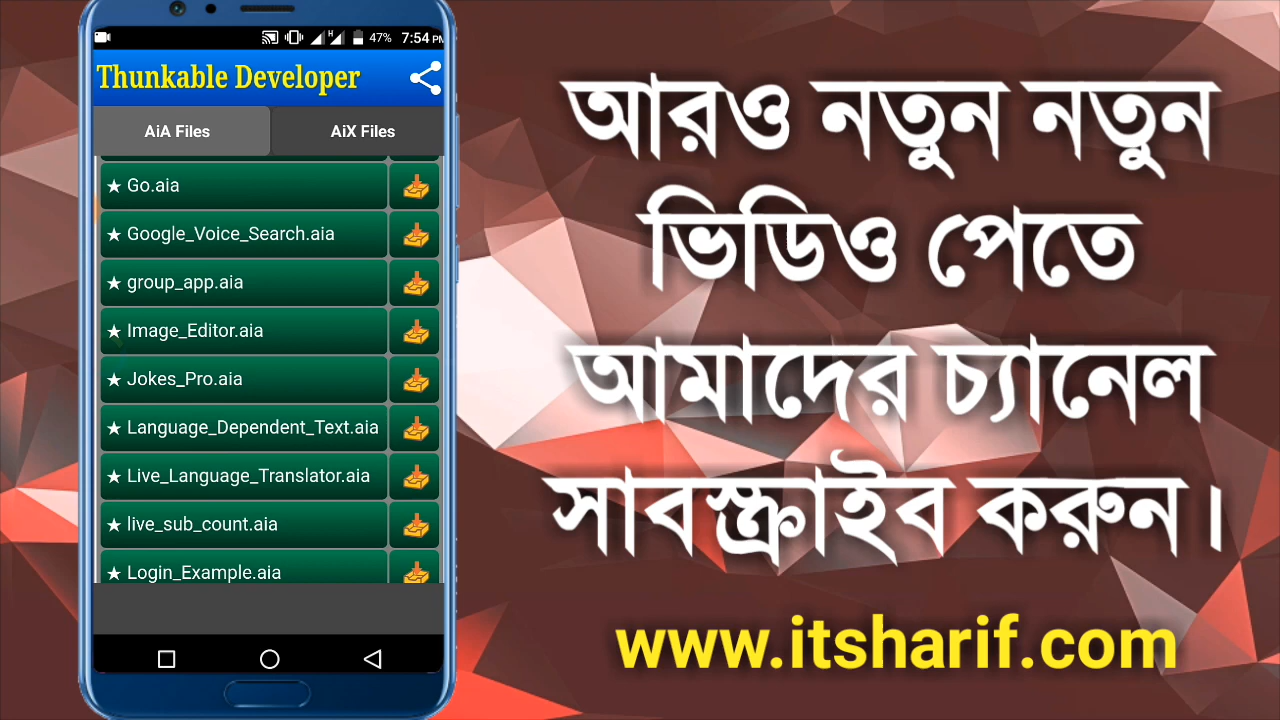 47% 7:54 PM
Thunkable Developer
AiA Files AiX Files
★ Go.aia
★ Google_Voice_Search.aia
★ group_app.aia
★ Image_Editor.aia
★ Jokes_Pro.aia
★ Language_Dependent_Text.aia
★ Live_Language_Translator.aia
★ live_sub_count.aia
★ Login_Example.aia
আরও নতুন নতুন
ভিডিও পেতে
আমাদের চ্যানেল
সাবস্ক্রাইব করুন।
www.itsharif.com